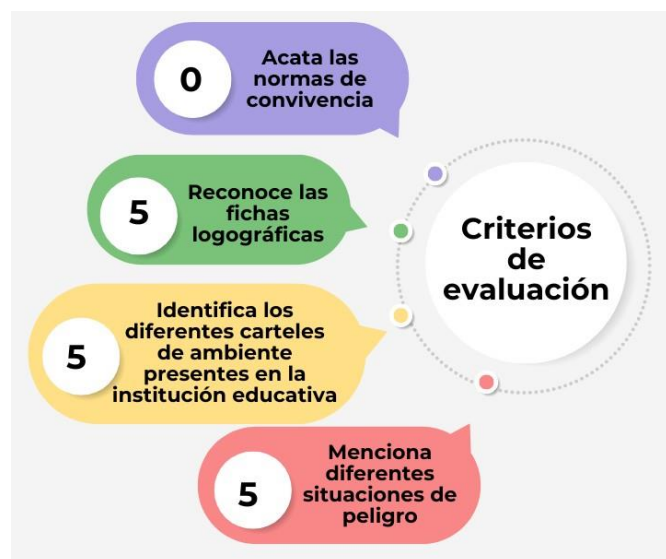 0
Acata las
normas de
convivencia
5
Reconoce las
fichas
logográficas
5
Identifica los
diferentes carteles
de ambiente
presentes en la
institución educativa
5
Menciona
diferentes
situaciones de
peligro
Criterios
de
evaluación